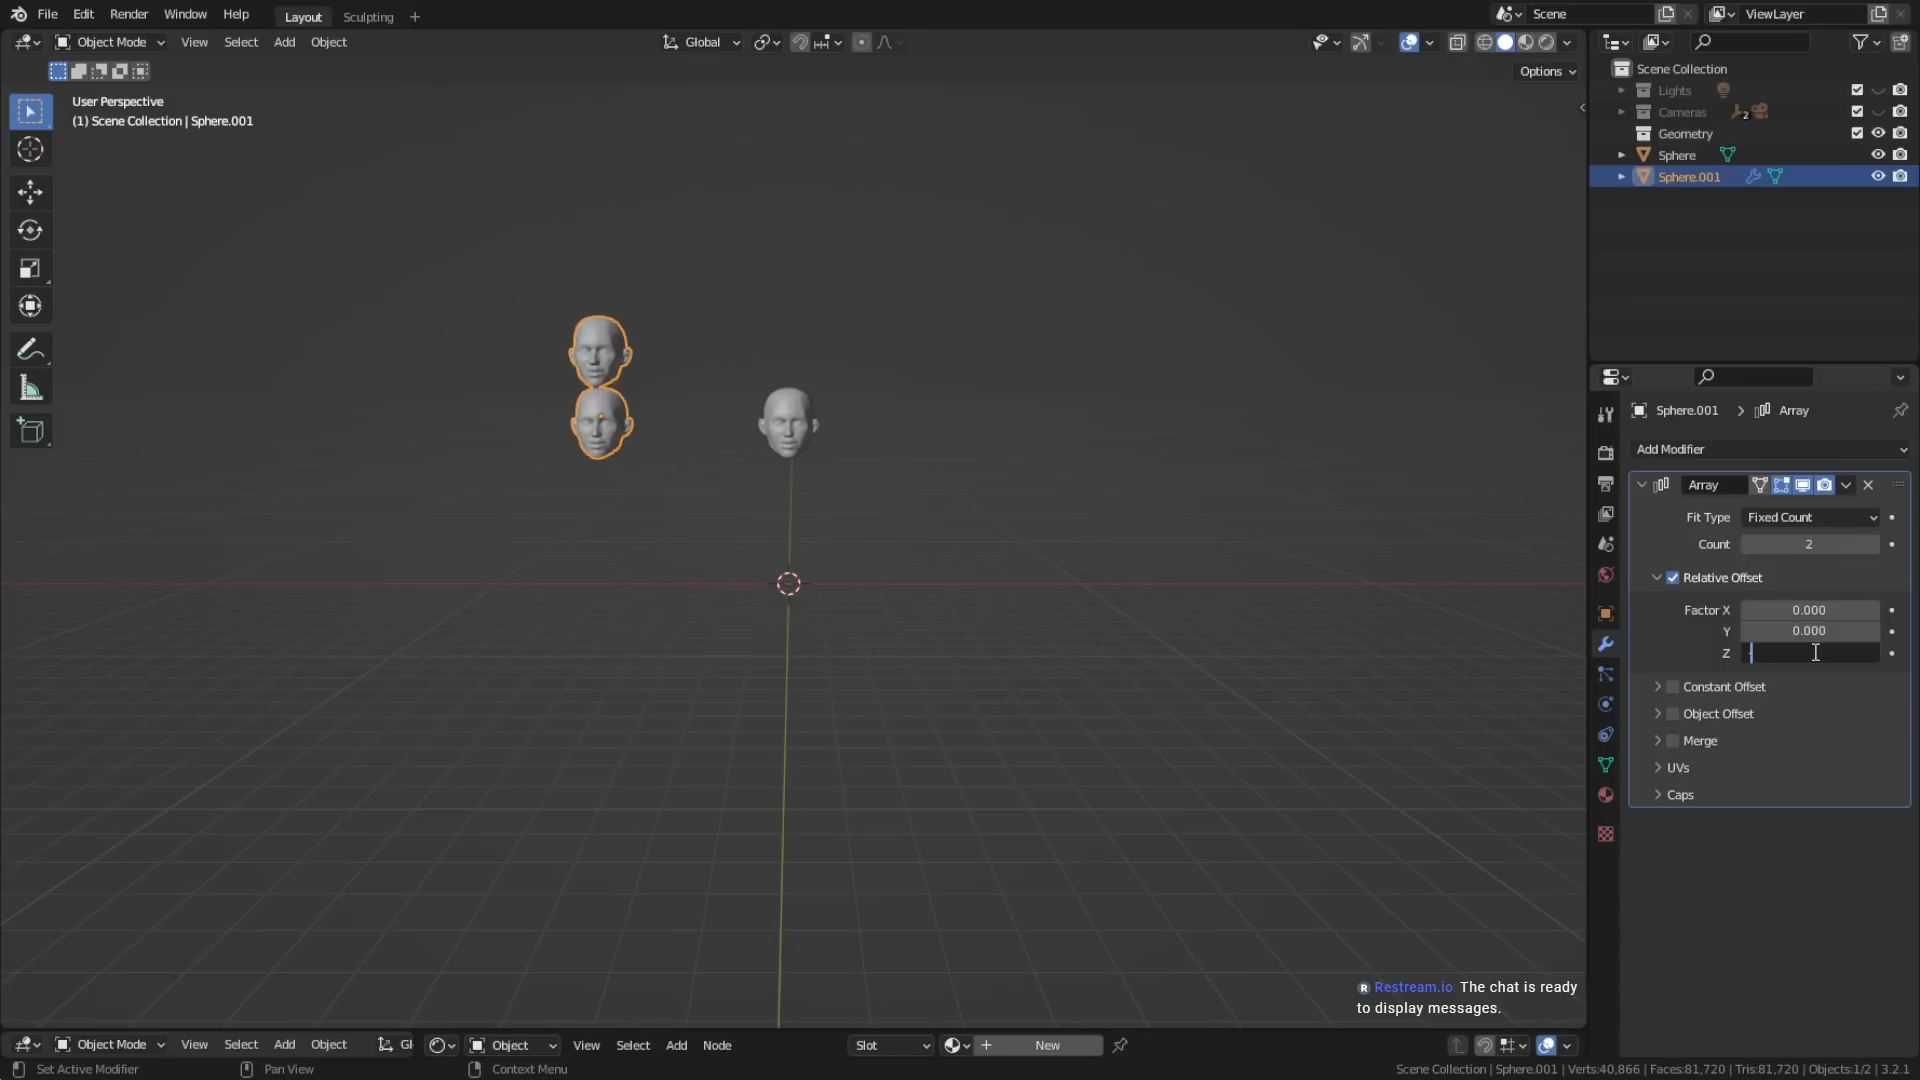 File Edit Render Window Help Layout Sculpting + Scene ViewLayer
Object Mode View Select Add Object Global
Options
User Perspective
(1) Scene Collection | Sphere.001
Scene Collection
Lights
Cameras 2
Geometry
Sphere
Sphere.001
Sphere.001 > Array
Add Modifier
Array
Fit Type Fixed Count
Count 2
Relative Offset
Factor X 0.000
Y 0.000
Z
Constant Offset
Object Offset
Merge
UVs
Caps
Restream.io The chat is ready
to display messages.
Object Mode View Select Add Object Gl Object View Select Add Node Slot + New
Set Active Modifier Pan View Context Menu Scene Collection | Sphere.001 | Verts:40,866 | Faces:81,720 | Tris:81,720 | Objects:1/2 | 3.2.1